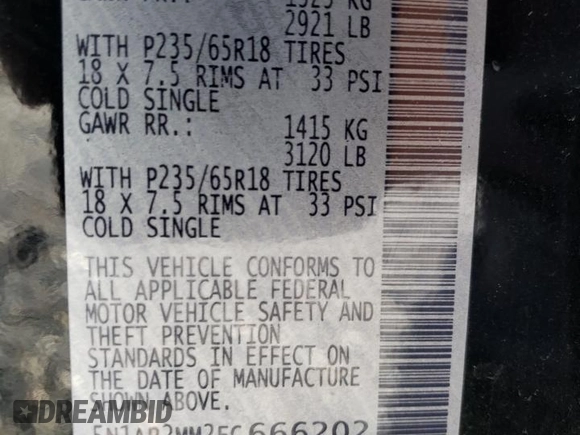 2921 LB
WITH P235/65R18 TIRES
18 X 7.5 RIMS AT 33 PSI
COLD SINGLE
GAWR RR.: 1415 KG
3120 LB
WITH P235/65R18 TIRES
18 X 7.5 RIMS AT 33 PSI
COLD SINGLE
THIS VEHICLE CONFORMS TO
ALL APPLICABLE FEDERAL
MOTOR VEHICLE SAFETY AND
THEFT PREVENTION
STANDARDS IN EFFECT ON
THE DATE OF MANUFACTURE
SHOWN ABOVE.
DREAMBID